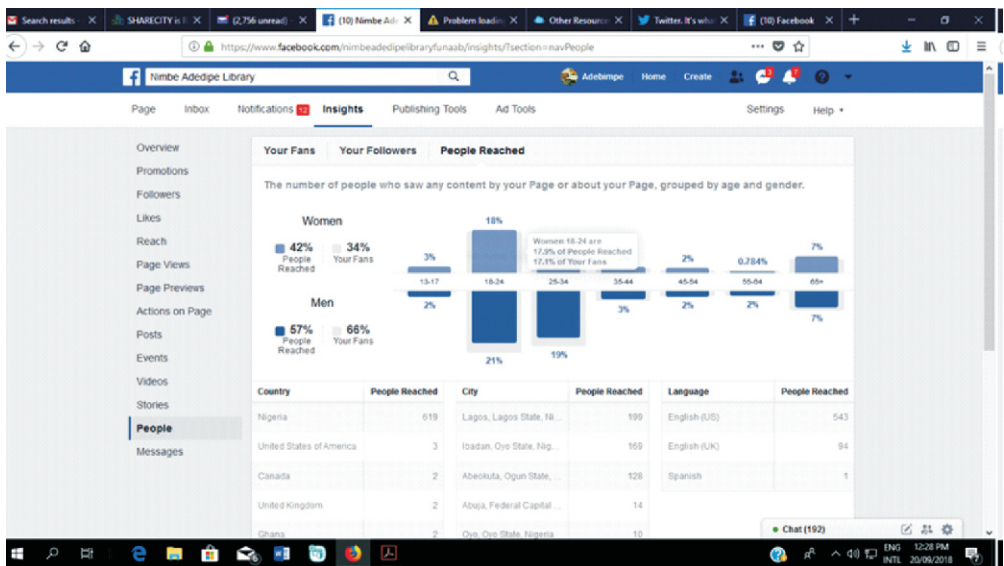 Search results -
SHARECITY is
(2,756 unread) -
(10) Nimbe Ade
Problem loading
Other Resource
Twitter. It's what
(10) Facebook
https://www.facebook.com/nimbeadedipelibraryfunaab/insights/?section=navPeople
Nimbe Adedipe Library
Adebimpe Home Create
Page Inbox Notifications 12 Insights Publishing Tools Ad Tools Settings Help
Overview
Promotions
Followers
Likes
Reach
Page Views
Page Previews
Actions on Page
Posts
Events
Videos
Stories
People
Messages
Your Fans Your Followers People Reached
The number of people who saw any content by your Page or about your Page, grouped by age and gender.
Women
42% 34%
People Your Fans
Reached
3% 18% 2% 0.784% 7%
Women 18-24 are
17.9% of People Reached
17.1% of Your Fans
13-17 18-24 25-34 35-44 45-54 55-64 65+
Men
57% 66%
People Your Fans
Reached
2% 21% 19% 3% 2% 2% 7%
Country People Reached City People Reached Language People Reached
Nigeria 619 Lagos, Lagos State, Ni... 199 English (US) 543
United States of America 3 Ibadan, Oyo State, Nig... 169 English (UK) 94
Canada 2 Abeokuta, Ogun State, ... 128 Spanish 1
United Kingdom 2 Abuja, Federal Capital ... 14
Ghana 2 Oyo, Oyo State, Nigeria 10
Chat (192)
ENG 12:28 PM
INTL 20/09/2018